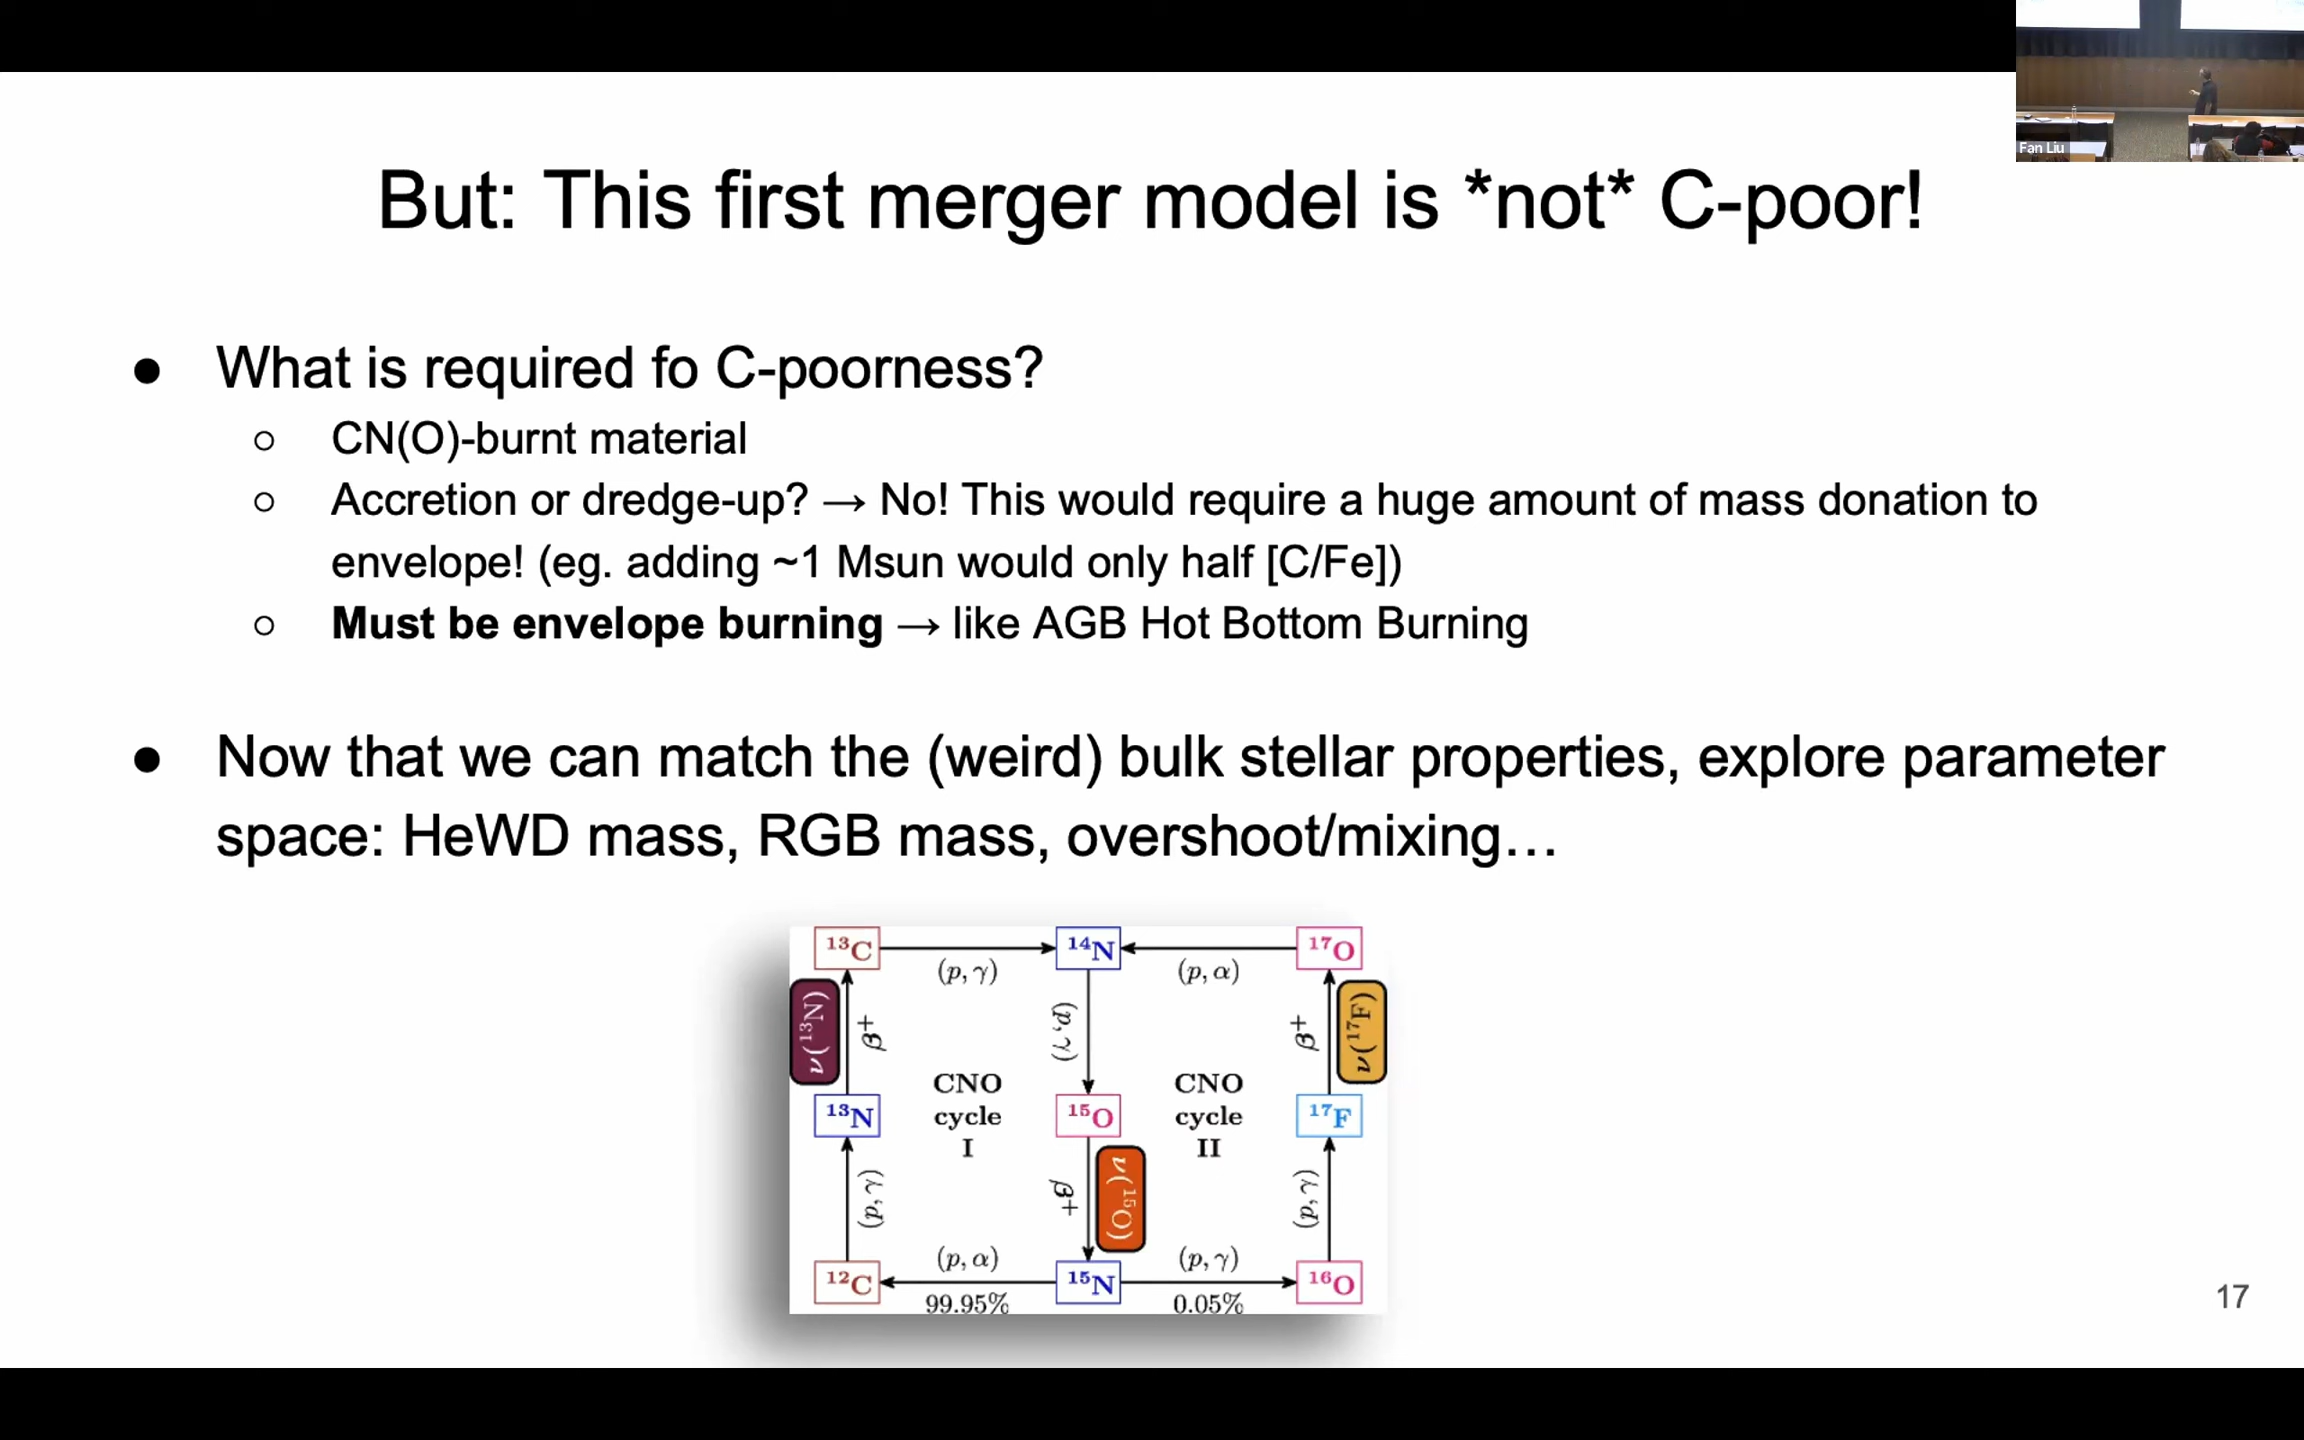 Fan Liu
But: This first merger model is *not* C-poor!
● What is required fo C-poorness?
○ CN(O)-burnt material
○ Accretion or dredge-up? → No! This would require a huge amount of mass donation to
envelope! (eg. adding ~1 Msun would only half [C/Fe])
○ Must be envelope burning → like AGB Hot Bottom Burning
● Now that we can match the (weird) bulk stellar properties, explore parameter
space: HeWD mass, RGB mass, overshoot/mixing…
¹³C ¹⁴N ¹⁷O
(p, γ) (p, α)
ν(¹³N) β⁺ (p, γ) β⁺ ν(¹⁷F)
CNO CNO
¹³N cycle ¹⁵O cycle ¹⁷F
I II
(p, γ) β⁺ ν(¹⁵O) (p, γ)
(p, α) (p, γ)
¹²C ¹⁵N ¹⁶O
99.95% 0.05%
17